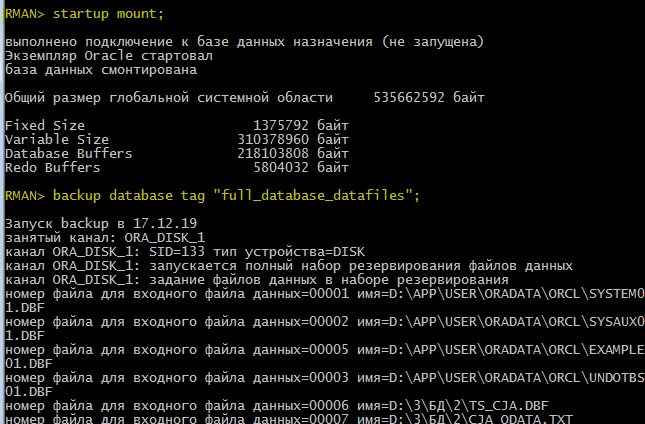 RMAN> startup mount;
выполнено подключение к базе данных назначения (не запущена)
Экземпляр Oracle стартовал
база данных смонтирована
Общий размер глобальной системной области     535662592 байт
Fixed Size                     1375792 байт
Variable Size                310378960 байт
Database Buffers             218103808 байт
Redo Buffers                   5804032 байт
RMAN> backup database tag "full_database_datafiles";
Запуск backup в 17.12.19
занятый канал: ORA_DISK_1
канал ORA_DISK_1: SID=133 тип устройства=DISK
канал ORA_DISK_1: запускается полный набор резервирования файлов данных
канал ORA_DISK_1: задание файлов данных в наборе резервирования
номер файла для входного файла данных=00001 имя=D:\APP\USER\ORADATA\ORCL\SYSTEM0
1.DBF
номер файла для входного файла данных=00002 имя=D:\APP\USER\ORADATA\ORCL\SYSAUX0
1.DBF
номер файла для входного файла данных=00005 имя=D:\APP\USER\ORADATA\ORCL\EXAMPLE
01.DBF
номер файла для входного файла данных=00003 имя=D:\APP\USER\ORADATA\ORCL\UNDOTBS
01.DBF
номер файла для входного файла данных=00006 имя=D:\3\БД\2\TS_CJA.DBF
номер файла для входного файла данных=00007 имя=D:\3\БД\2\CJA_QDATA.TXT